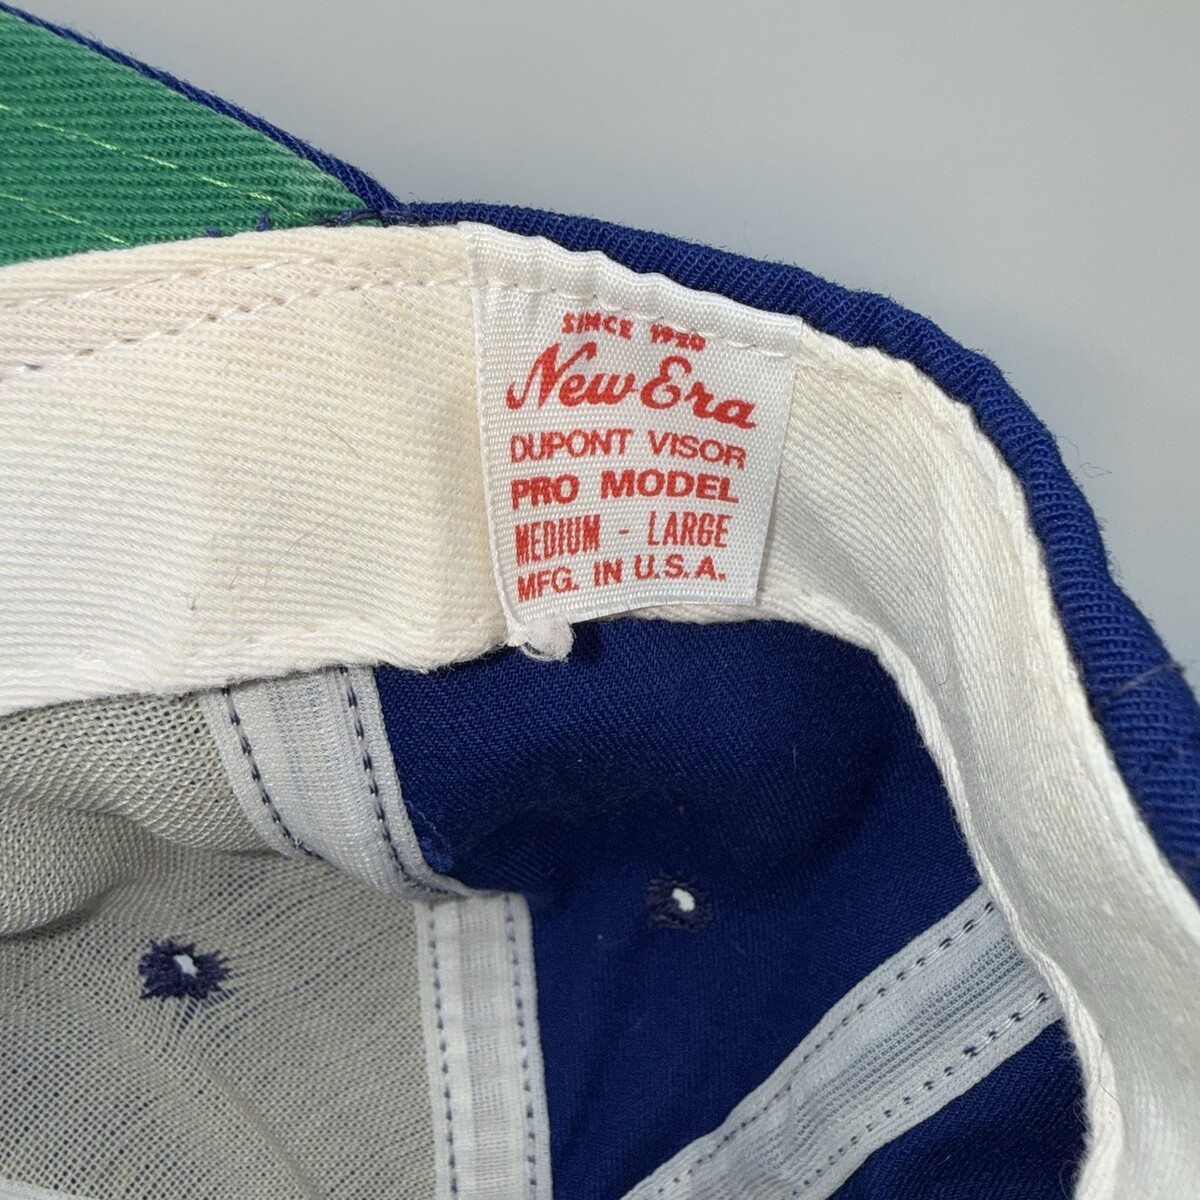 SINCE 1920
New Era
DUPONT VISOR
PRO MODEL
MEDIUM - LARGE
MFG. IN U.S.A.